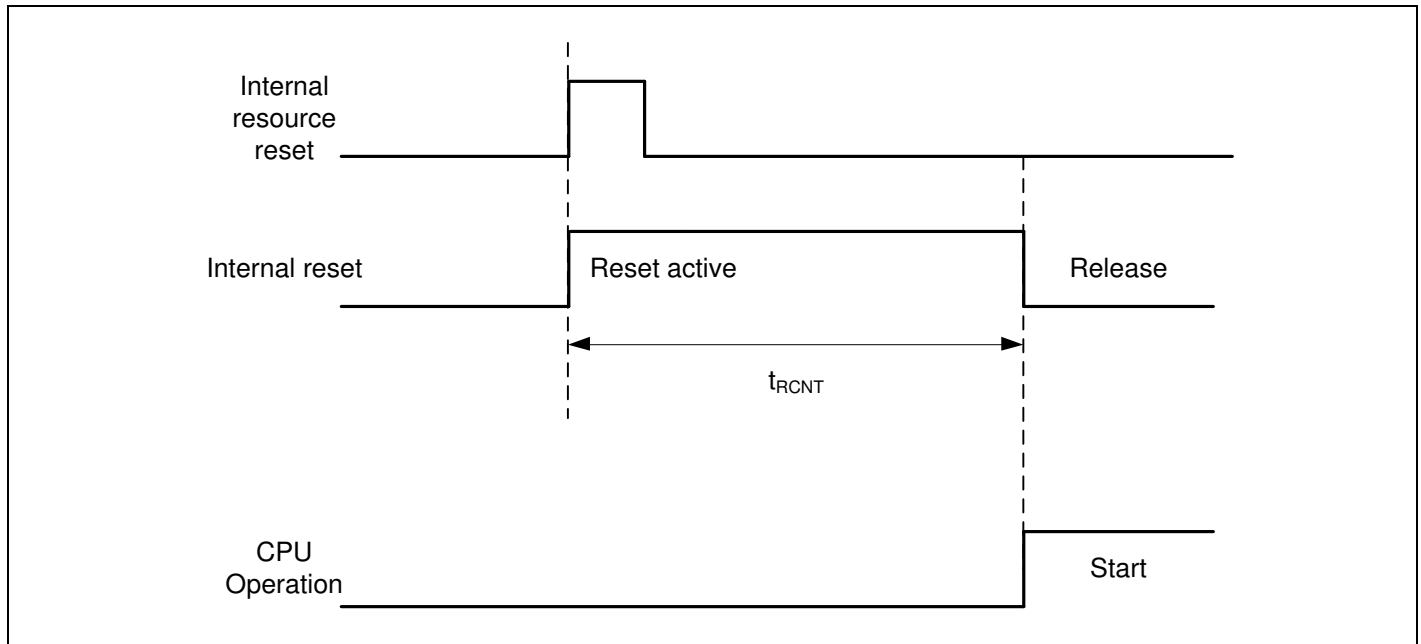 Internal
resource
reset
Internal reset
Reset active
Release
tRCNT
CPU
Operation
Start